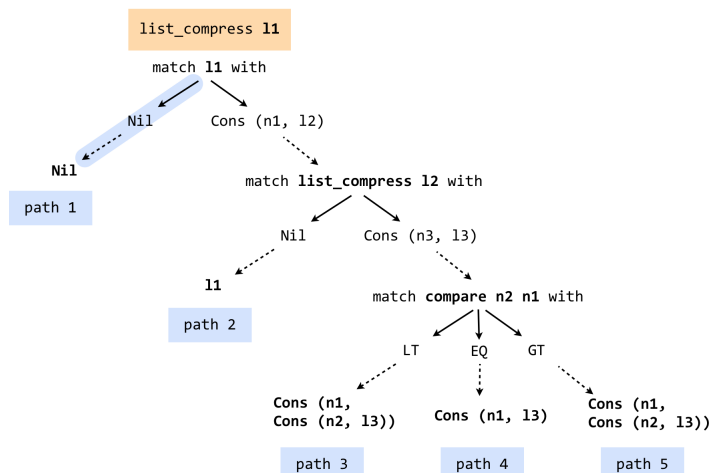 list_compress l1
match l1 with
Nil
Cons (n1, l2)
Nil
path 1
match list_compress l2 with
Nil
Cons (n3, l3)
l1
path 2
match compare n2 n1 with
LT
EQ
GT
Cons (n1,
Cons (n2, l3))
path 3
Cons (n1, l3)
path 4
Cons (n1,
Cons (n2, l3))
path 5